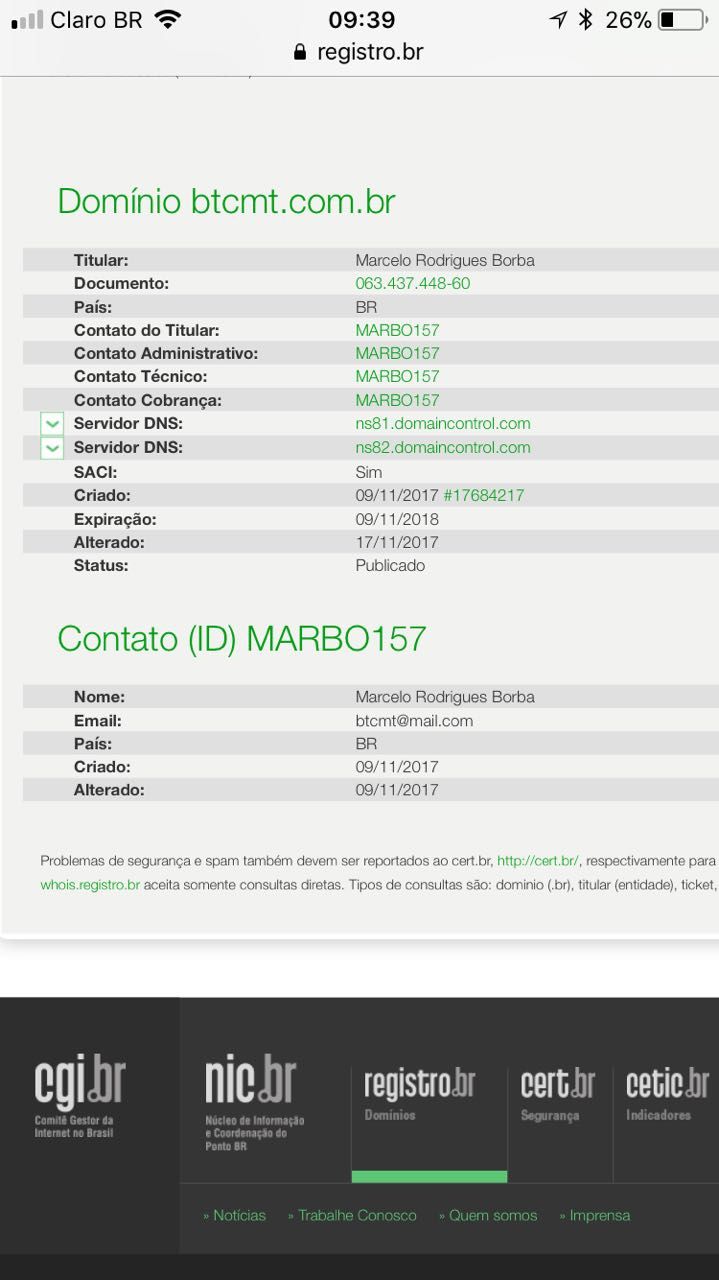 Claro BR 09:39 26%
registro.br
Domínio btcmt.com.br
Titular: Marcelo Rodrigues Borba
Documento: 063.437.448-60
País: BR
Contato do Titular: MARBO157
Contato Administrativo: MARBO157
Contato Técnico: MARBO157
Contato Cobrança: MARBO157
Servidor DNS: ns81.domaincontrol.com
Servidor DNS: ns82.domaincontrol.com
SACI: Sim
Criado: 09/11/2017 #17684217
Expiração: 09/11/2018
Alterado: 17/11/2017
Status: Publicado
Contato (ID) MARBO157
Nome: Marcelo Rodrigues Borba
Email: btcmt@mail.com
País: BR
Criado: 09/11/2017
Alterado: 09/11/2017
Problemas de segurança e spam também devem ser reportados ao cert.br, http://cert.br/, respectivamente para
whois.registro.br aceita somente consultas diretas. Tipos de consultas são: dominio (.br), titular (entidade), ticket,
cgi.br
Comitê Gestor da
Internet no Brasil
nic.br
Núcleo de Informação
e Coordenação do
Ponto BR
registro.br
Domínios
cert.br
Segurança
cetic.br
Indicadores
» Notícias » Trabalhe Conosco » Quem somos » Imprensa